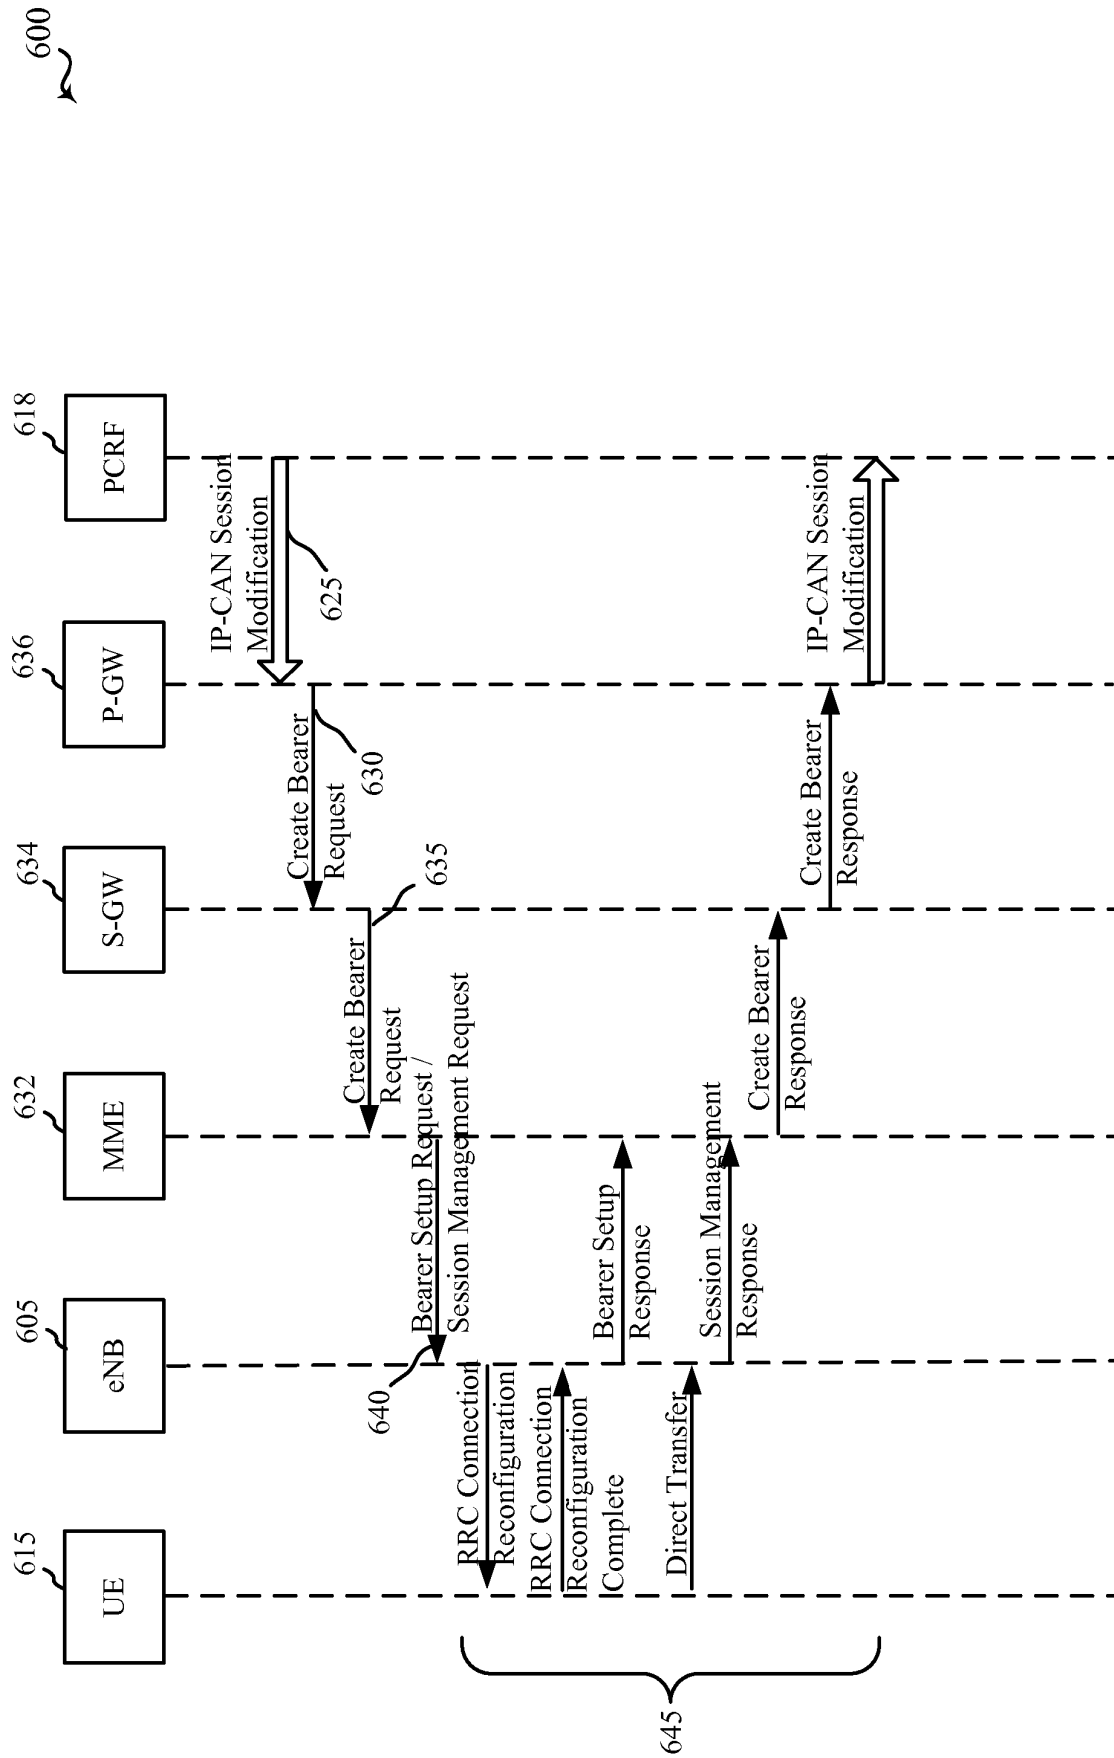 600
615
605
632
634
636
618
UE
eNB
MME
S-GW
P-GW
PCRF
IP-CAN Session
Modification
625
Create Bearer
Request
630
Create Bearer
Request
635
Bearer Setup Request /
Session Management Request
640
RRC Connection
Reconfiguration
RRC Connection
Reconfiguration
Complete
Bearer Setup
Response
Direct Transfer
Session Management
Response
Create Bearer
Response
Create Bearer
Response
IP-CAN Session
Modification
645